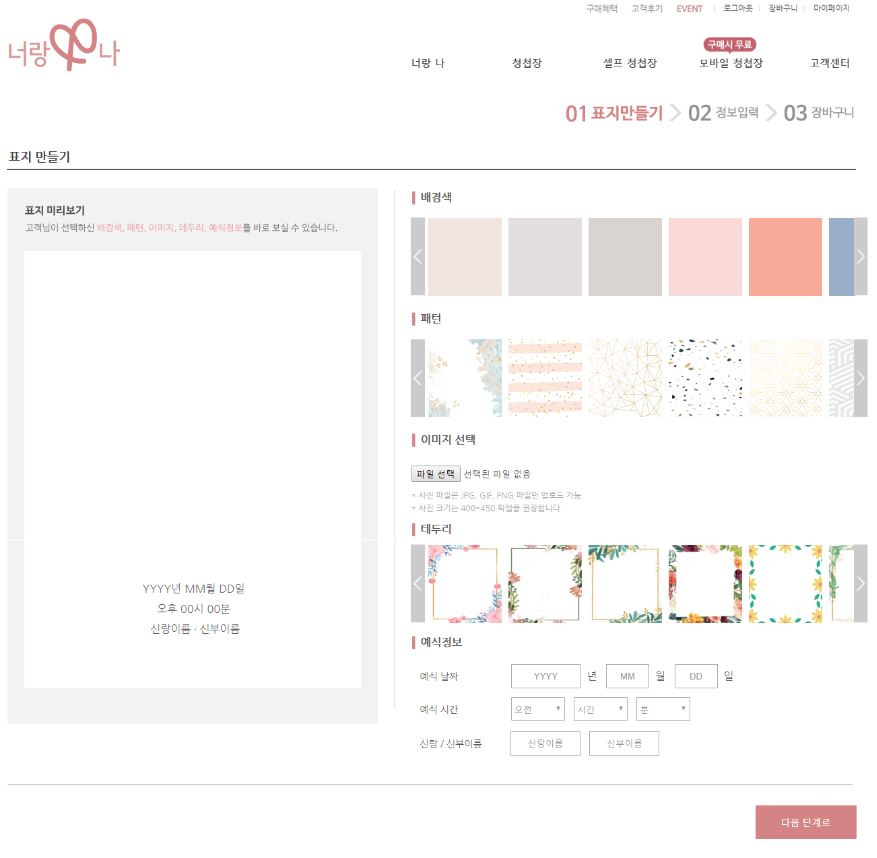 구매혜택 고객후기 EVENT 로그아웃 장바구니 마이페이지
너랑 나
구매시 무료
너랑 나 청첩장 셀프 청첩장 모바일 청첩장 고객센터
01 표지만들기 02 정보입력 03 장바구니
표지 만들기
표지 미리보기
고객님이 선택하신 배경색, 패턴, 이미지, 테두리, 예식정보를 바로 보실 수 있습니다.
YYYY년 MM월 DD일
오후 00시 00분
신랑이름 · 신부이름
배경색
패턴
이미지 선택
파일 선택 선택된 파일 없음
* 사진 파일은 JPG, GIF, PNG 파일만 업로드 가능
* 사진 크기는 400*450 픽셀을 권장합니다.
테두리
예식정보
예식 날짜 YYYY 년 MM 월 DD 일
예식 시간 오전 시간 분
신랑 / 신부이름 신랑이름 신부이름
다음 단계로